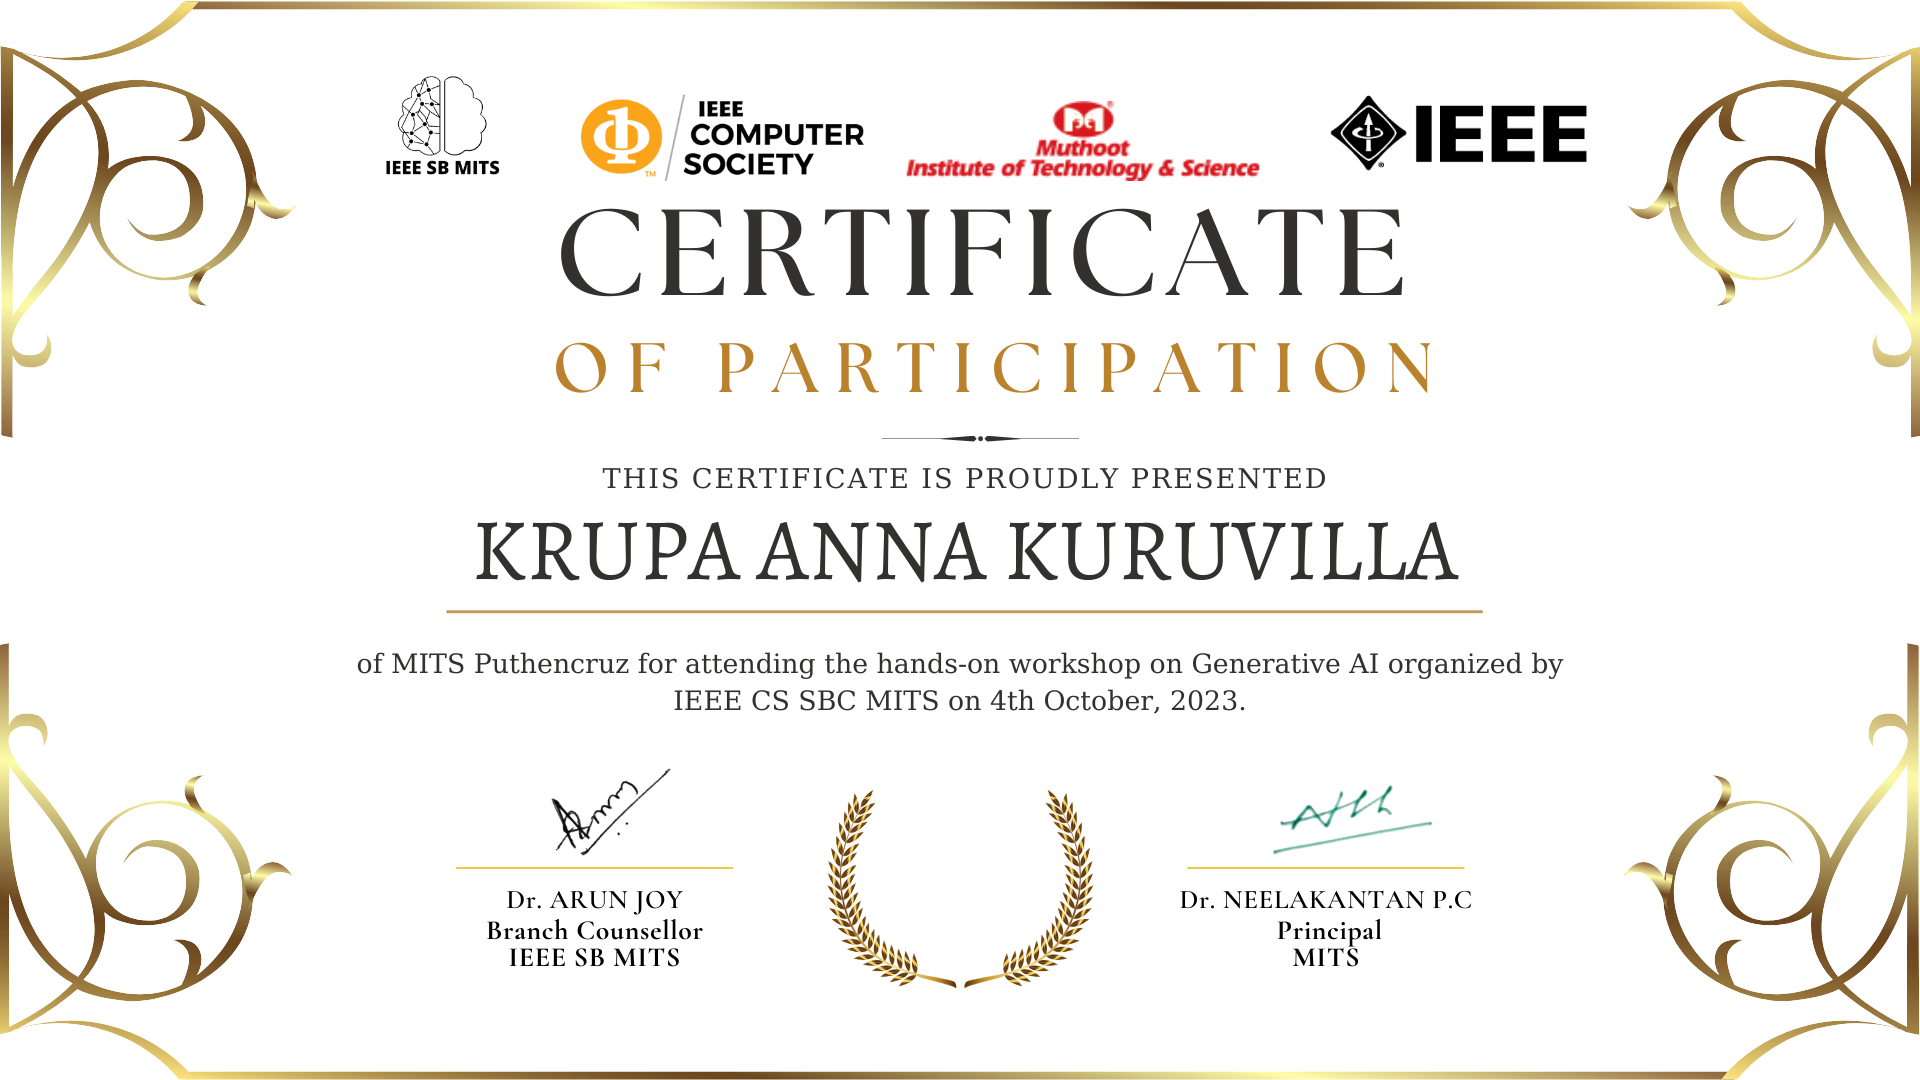 IEEE SB MITS
IEEE
COMPUTER
SOCIETY
TM
Muthoot
Institute of Technology & Science
IEEE
CERTIFICATE
OF PARTICIPATION
THIS CERTIFICATE IS PROUDLY PRESENTED
KRUPA ANNA KURUVILLA
of MITS Puthencruz for attending the hands-on workshop on Generative AI organized by
IEEE CS SBC MITS on 4th October, 2023.
Dr. ARUN JOY
Branch Counsellor
IEEE SB MITS
Dr. NEELAKANTAN P.C
Principal
MITS